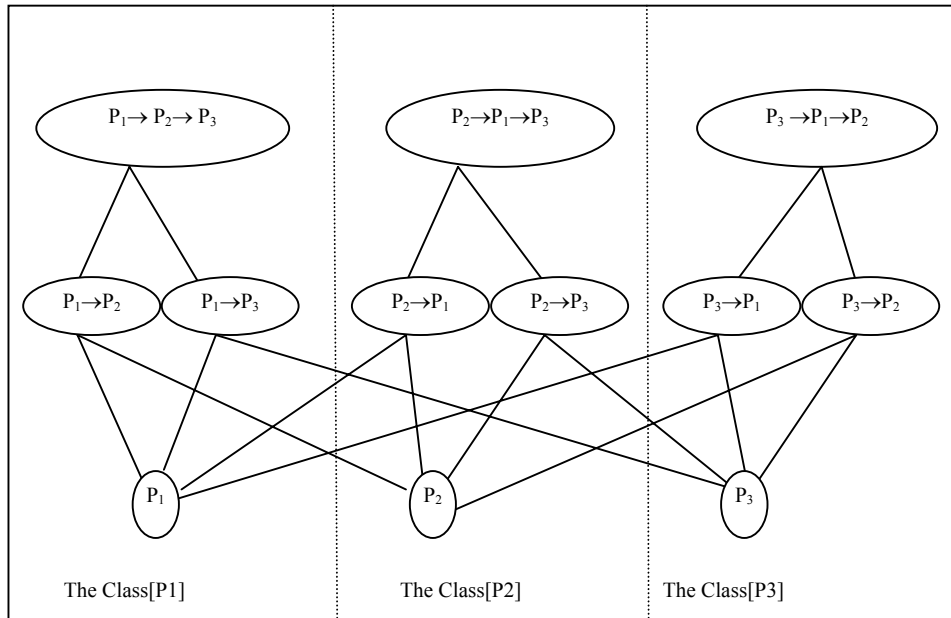 P₁→ P₂→ P₃
P₂→P₁→P₃
P₃ →P₁→P₂
P₁→P₂
P₁→P₃
P₂→P₁
P₂→P₃
P₃→P₁
P₃→P₂
P₁
P₂
P₃
The Class[P1]
The Class[P2]
The Class[P3]